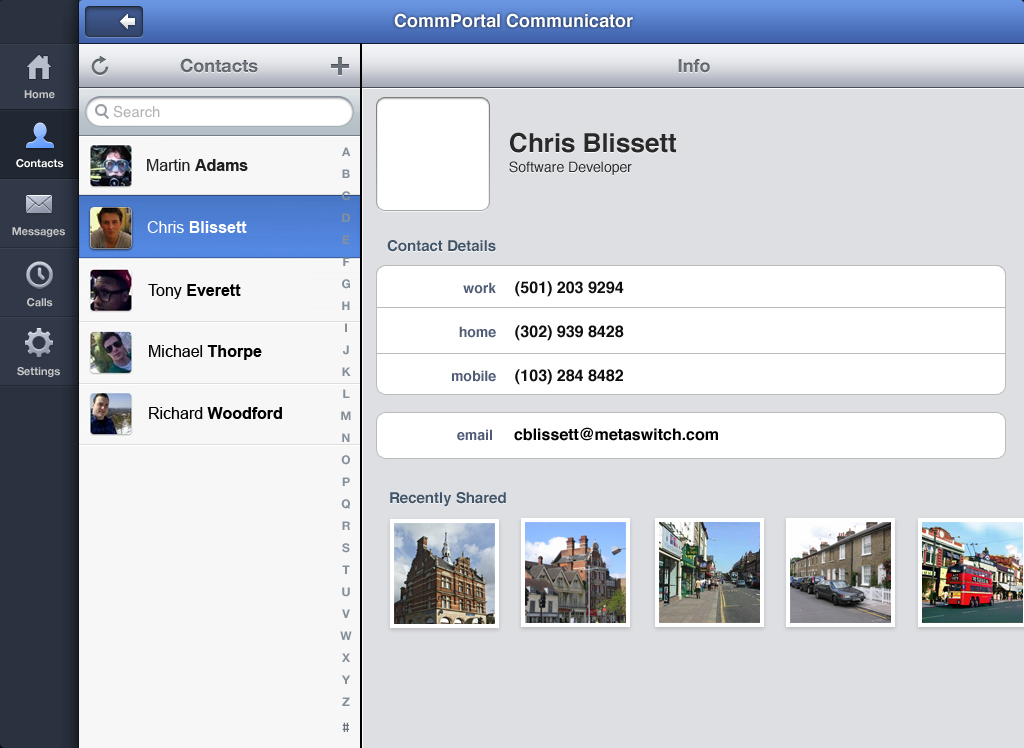 CommPortal Communicator
Home
Contacts
Messages
Calls
Settings
Contacts
Search
Martin Adams
Chris Blissett
Tony Everett
Michael Thorpe
Richard Woodford
A
B
C
D
E
F
G
H
I
J
K
L
M
N
O
P
Q
R
S
T
U
V
W
X
Y
Z
#
Info
Chris Blissett
Software Developer
Contact Details
work (501) 203 9294
home (302) 939 8428
mobile (103) 284 8482
email cblissett@metaswitch.com
Recently Shared